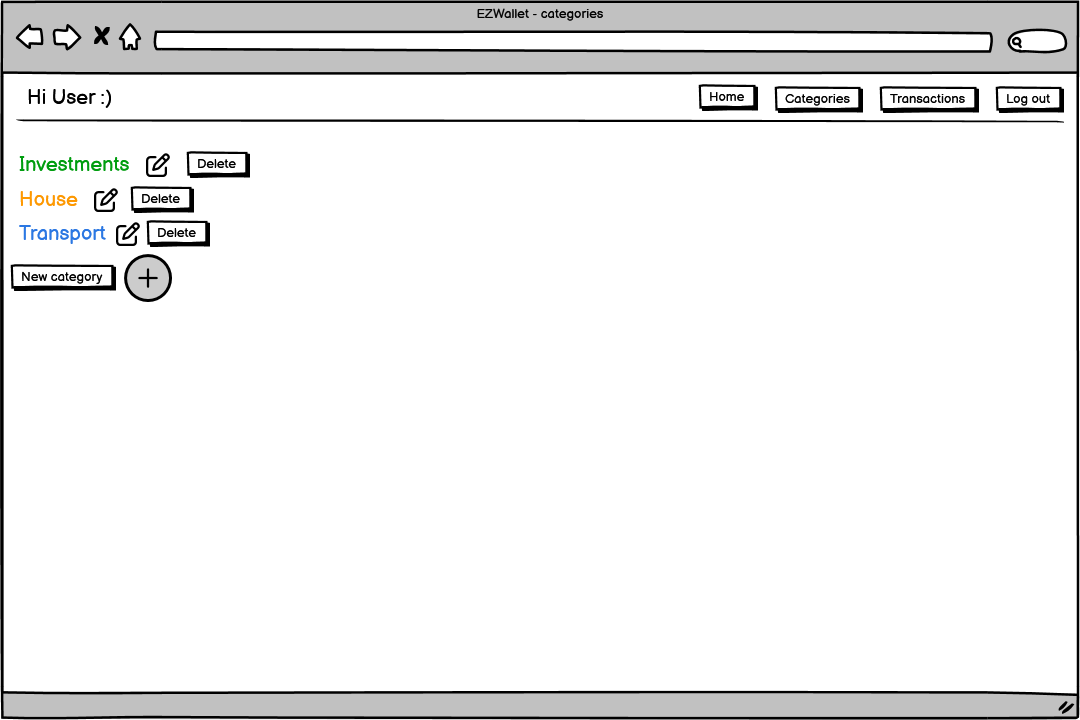 EZWallet - categories
Hi User :)
Home Categories Transactions Log out
Investments Delete
House Delete
Transport Delete
New category